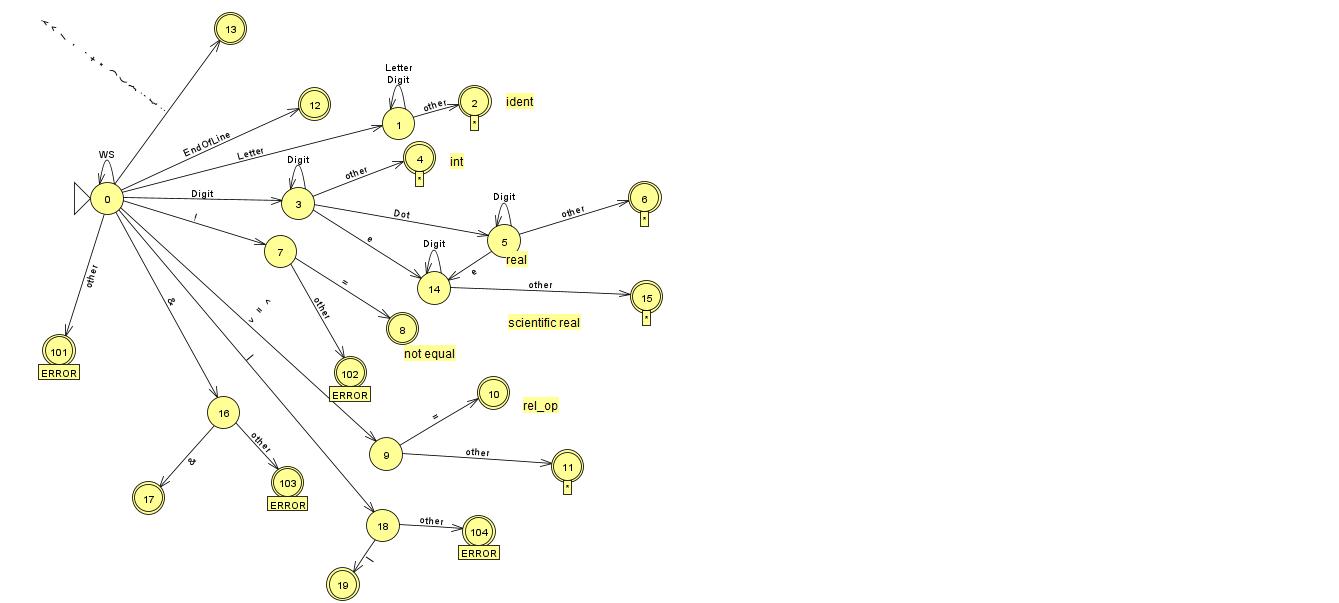 13
Letter
Digit
EndOfLine
12
1
other
2
*
ident
WS
Letter
Digit
other
4
*
int
0
Digit
3
Dot
Digit
5
other
6
*
real
!
7
e
Digit
e
14
other
15
*
scientific real
other
&
=
other
8
not equal
101
ERROR
|
102
ERROR
10
rel_op
=
16
other
9
other
11
*
&
17
103
ERROR
18
other
104
ERROR
|
19